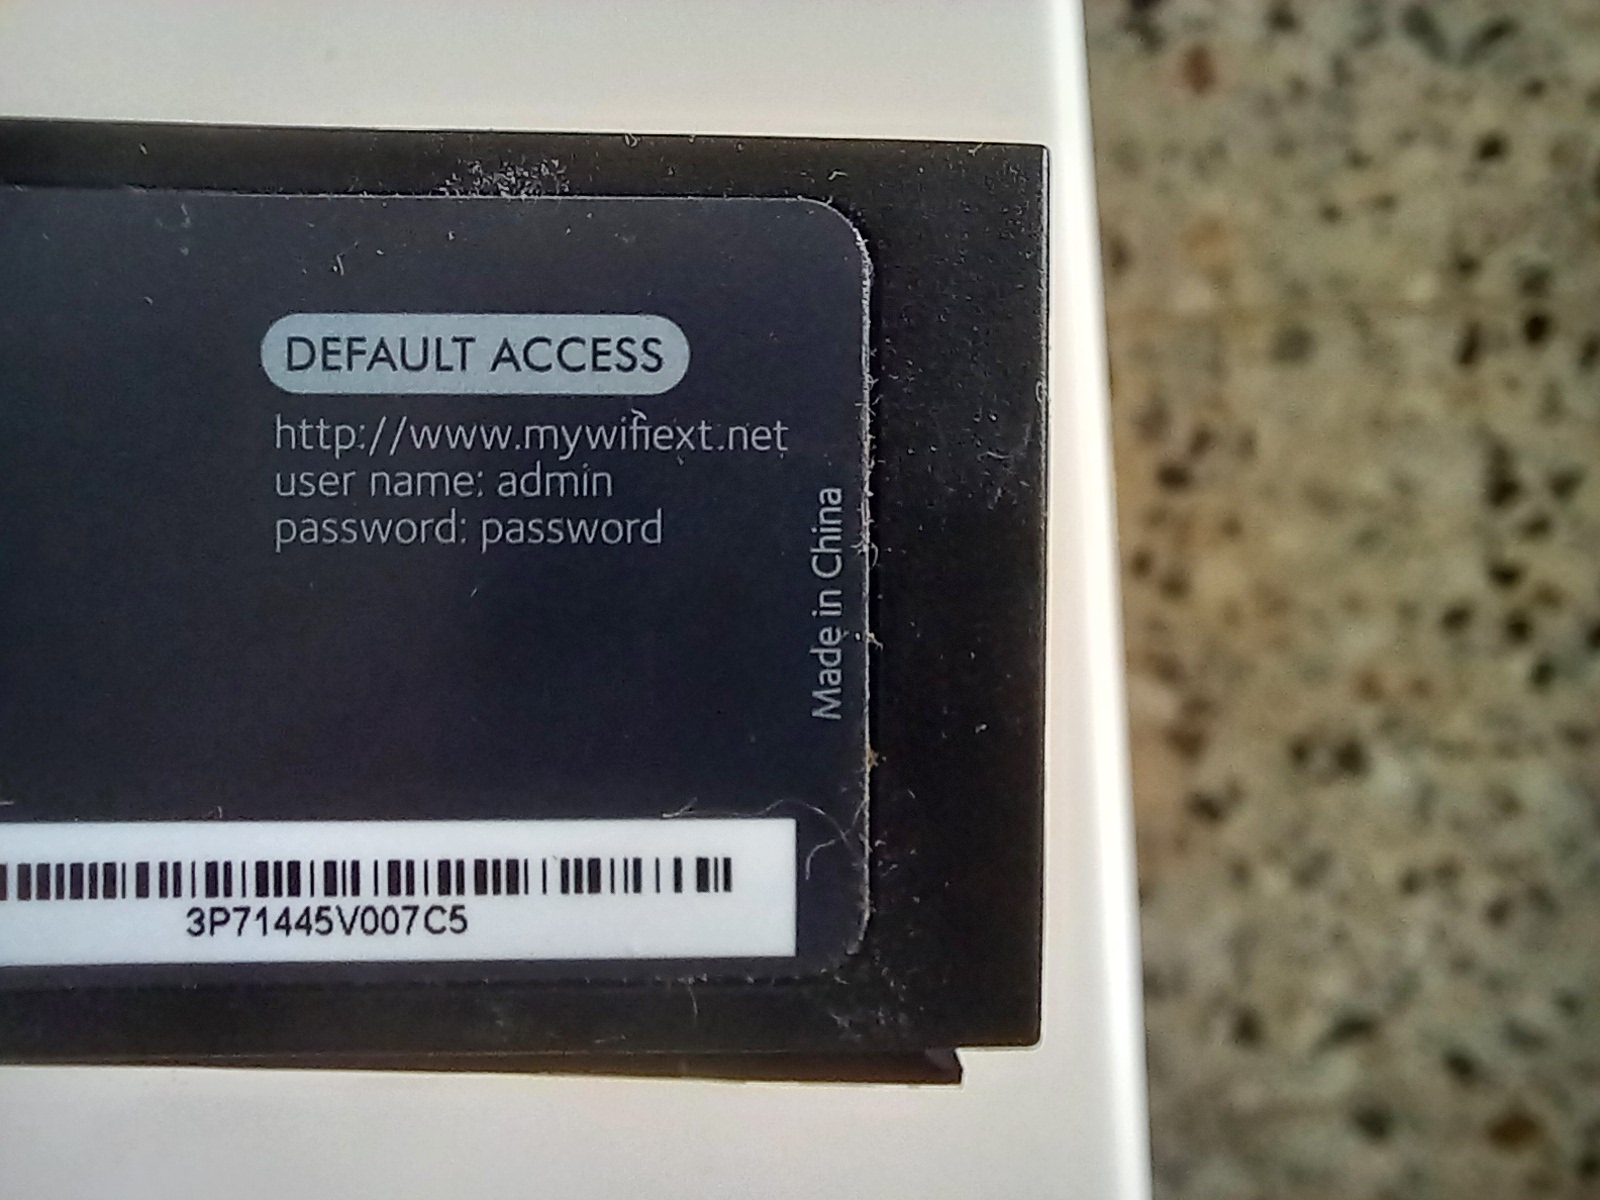 DEFAULT ACCESS
http://www.mywifiext.net
user name: admin
password: password
Made in China
3P71445V007C5